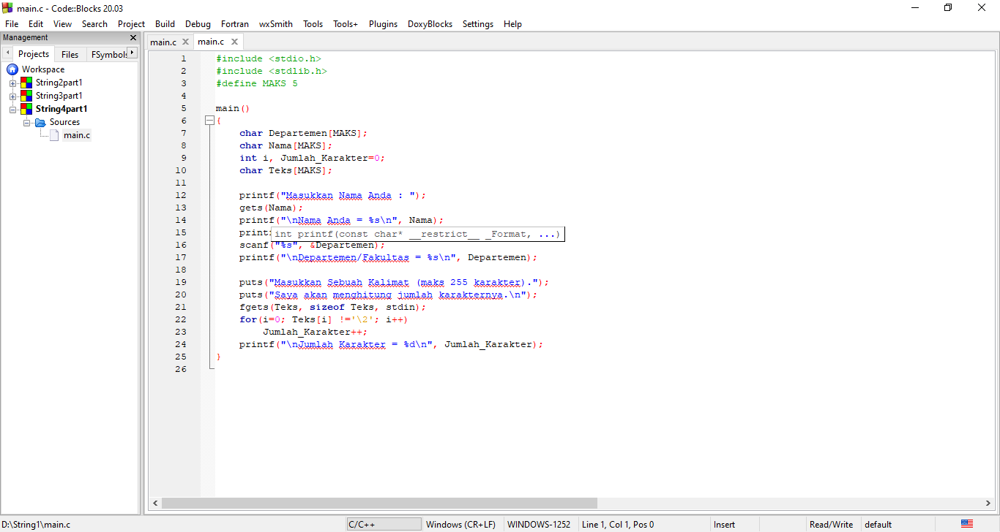 main.c - Code::Blocks 20.03
File Edit View Search Project Build Debug Fortran wxSmith Tools Tools+ Plugins DoxyBlocks Settings Help
Management
main.c main.c
Projects Files FSymbols
Workspace
String2part1
String3part1
String4part1
Sources
main.c
1 #include <stdio.h>
2 #include <stdlib.h>
3 #define MAKS 5
4
5 main()
6 {
7 char Departemen[MAKS];
8 char Nama[MAKS];
9 int i, Jumlah_Karakter=0;
10 char Teks[MAKS];
11
12 printf("Masukkan Nama Anda : ");
13 gets(Nama);
14 printf("\nNama Anda = %s\n", Nama);
15 print
int printf(const char* __restrict__ _Format, ...)
16 scanf("%s", &Departemen);
17 printf("\nDepartemen/Fakultas = %s\n", Departemen);
18
19 puts("Masukkan Sebuah Kalimat (maks 255 karakter).");
20 puts("Saya akan menghitung jumlah karakternya.\n");
21 fgets(Teks, sizeof Teks, stdin);
22 for(i=0; Teks[i] !='\2'; i++)
23 Jumlah_Karakter++;
24 printf("\nJumlah Karakter = %d\n", Jumlah_Karakter);
25 }
26
D:\String1\main.c C/C++ Windows (CR+LF) WINDOWS-1252 Line 1, Col 1, Pos 0 Insert Read/Write default